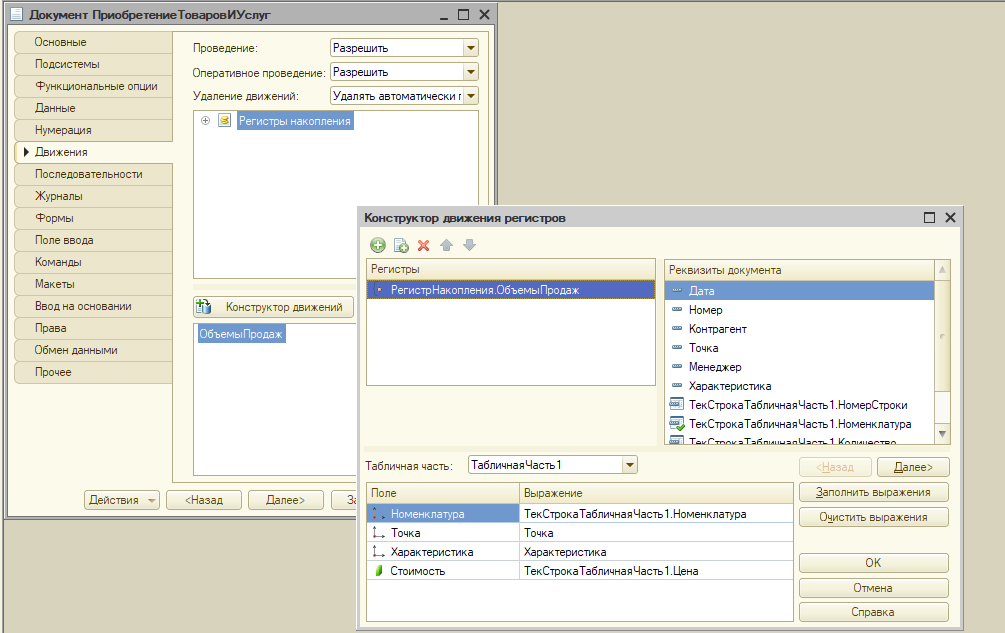 Документ ПриобретениеТоваровИУслуг
Основные
Подсистемы
Функциональные опции
Данные
Нумерация
Движения
Последовательности
Журналы
Формы
Поле ввода
Команды
Макеты
Ввод на основании
Права
Обмен данными
Прочее
Проведение: Разрешить
Оперативное проведение: Разрешить
Удаление движений: Удалять автоматически г
Регистры накопления
Конструктор движений
ОбъемыПродаж
Действия <Назад Далее> За
Конструктор движения регистров
Регистры
РегистрНакопления.ОбъемыПродаж
Реквизиты документа
Дата
Номер
Контрагент
Точка
Менеджер
Характеристика
ТекСтрокаТабличнаяЧасть1.НомерСтроки
ТекСтрокаТабличнаяЧасть1.Номенклатура
ТекСтрокаТабличнаяЧасть1.Количество
Табличная часть: ТабличнаяЧасть1
<Назад Далее>
Заполнить выражения
Очистить выражения
Поле Выражение
Номенклатура ТекСтрокаТабличнаяЧасть1.Номенклатура
Точка Точка
Характеристика Характеристика
Стоимость ТекСтрокаТабличнаяЧасть1.Цена
OK
Отмена
Справка